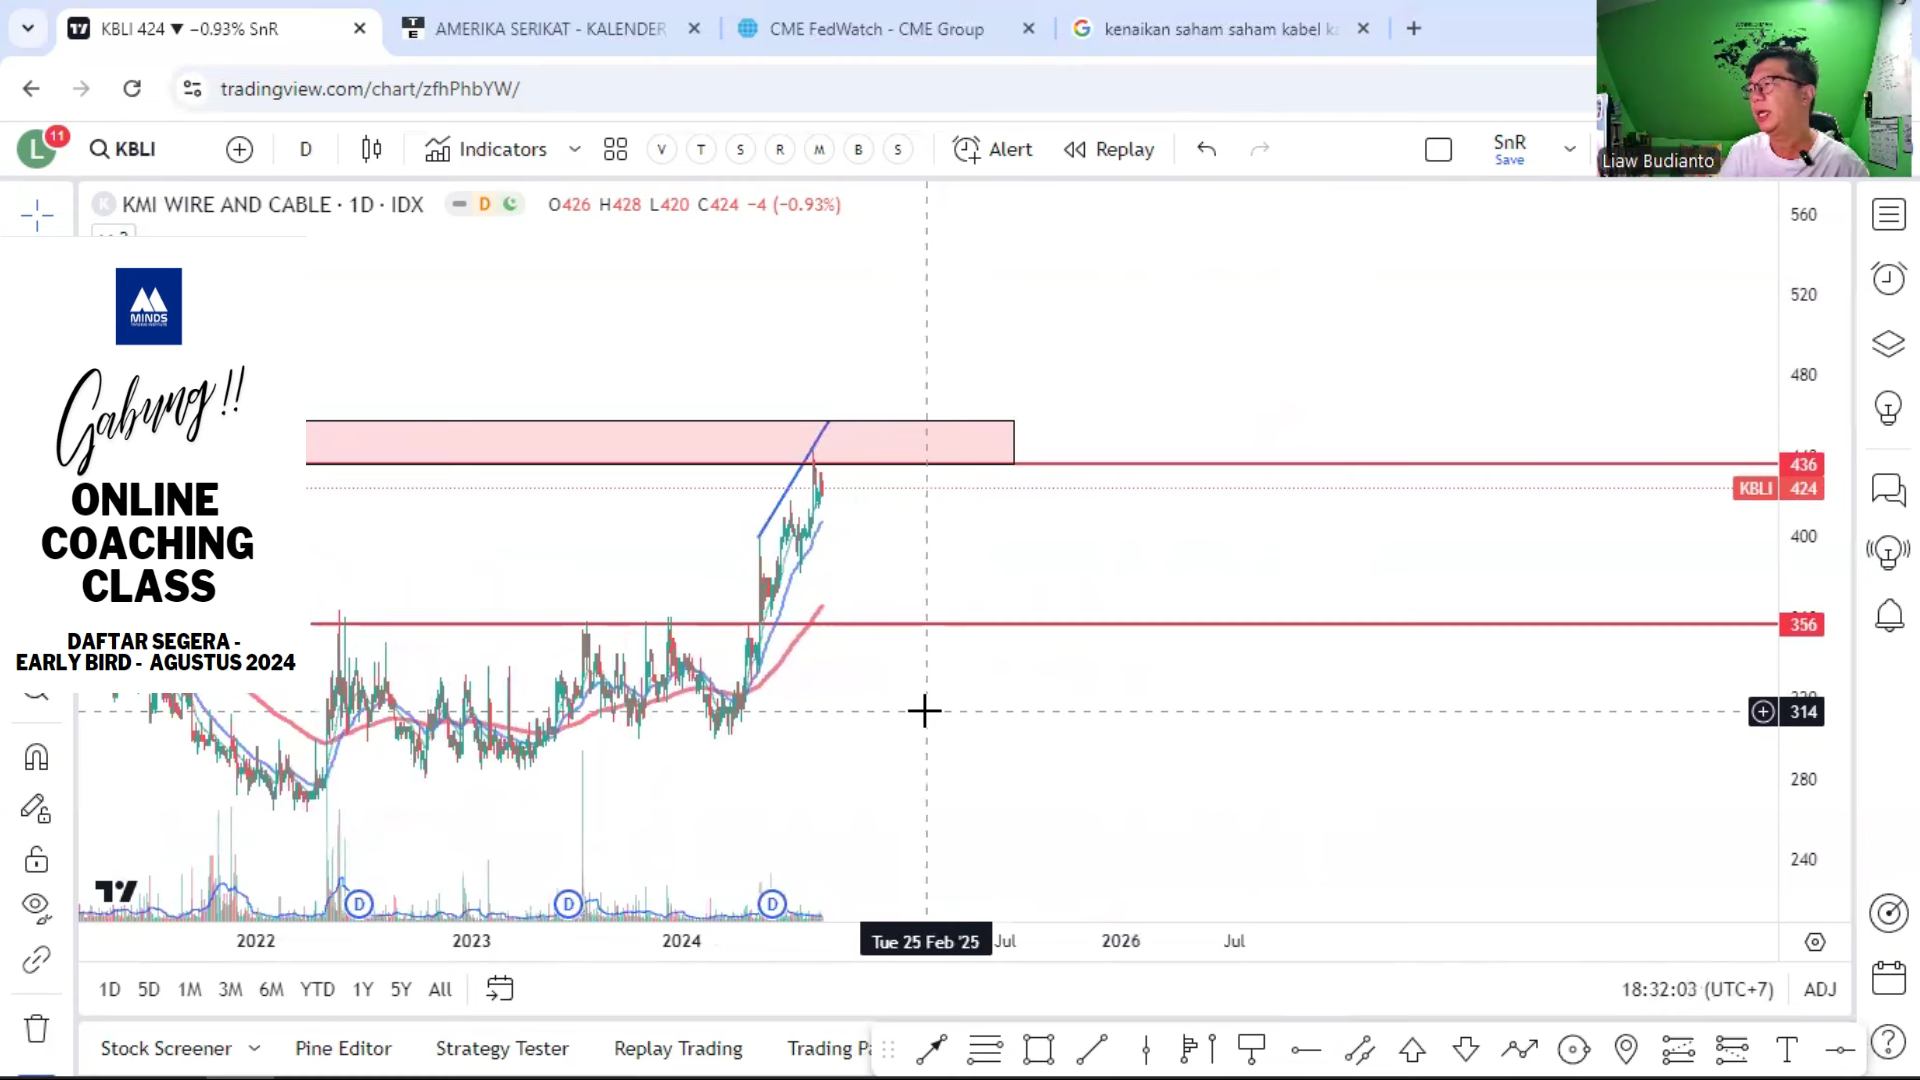 KBLI 424 ▼ −0.93% SnR
AMERIKA SERIKAT - KALENDER
CME FedWatch - CME Group
kenaikan saham saham kabel
tradingview.com/chart/zfhPhbYW/
L
11
KBLI
D
Indicators
V
T
S
R
M
B
S
Alert
Replay
SnR
Save
Liaw Budianto
KMI WIRE AND CABLE · 1D · IDX
D
O426 H428 L420 C424 −4 (−0.93%)
MINDS
Gabung !!
ONLINE
COACHING
CLASS
DAFTAR SEGERA -
EARLY BIRD - AGUSTUS 2024
560
520
480
436
KBLI 424
400
356
314
280
240
D
D
D
2022
2023
2024
Tue 25 Feb '25
Jul
2026
Jul
1D 5D 1M 3M 6M YTD 1Y 5Y All
18:32:03 (UTC+7)
ADJ
Stock Screener
Pine Editor
Strategy Tester
Replay Trading
Trading